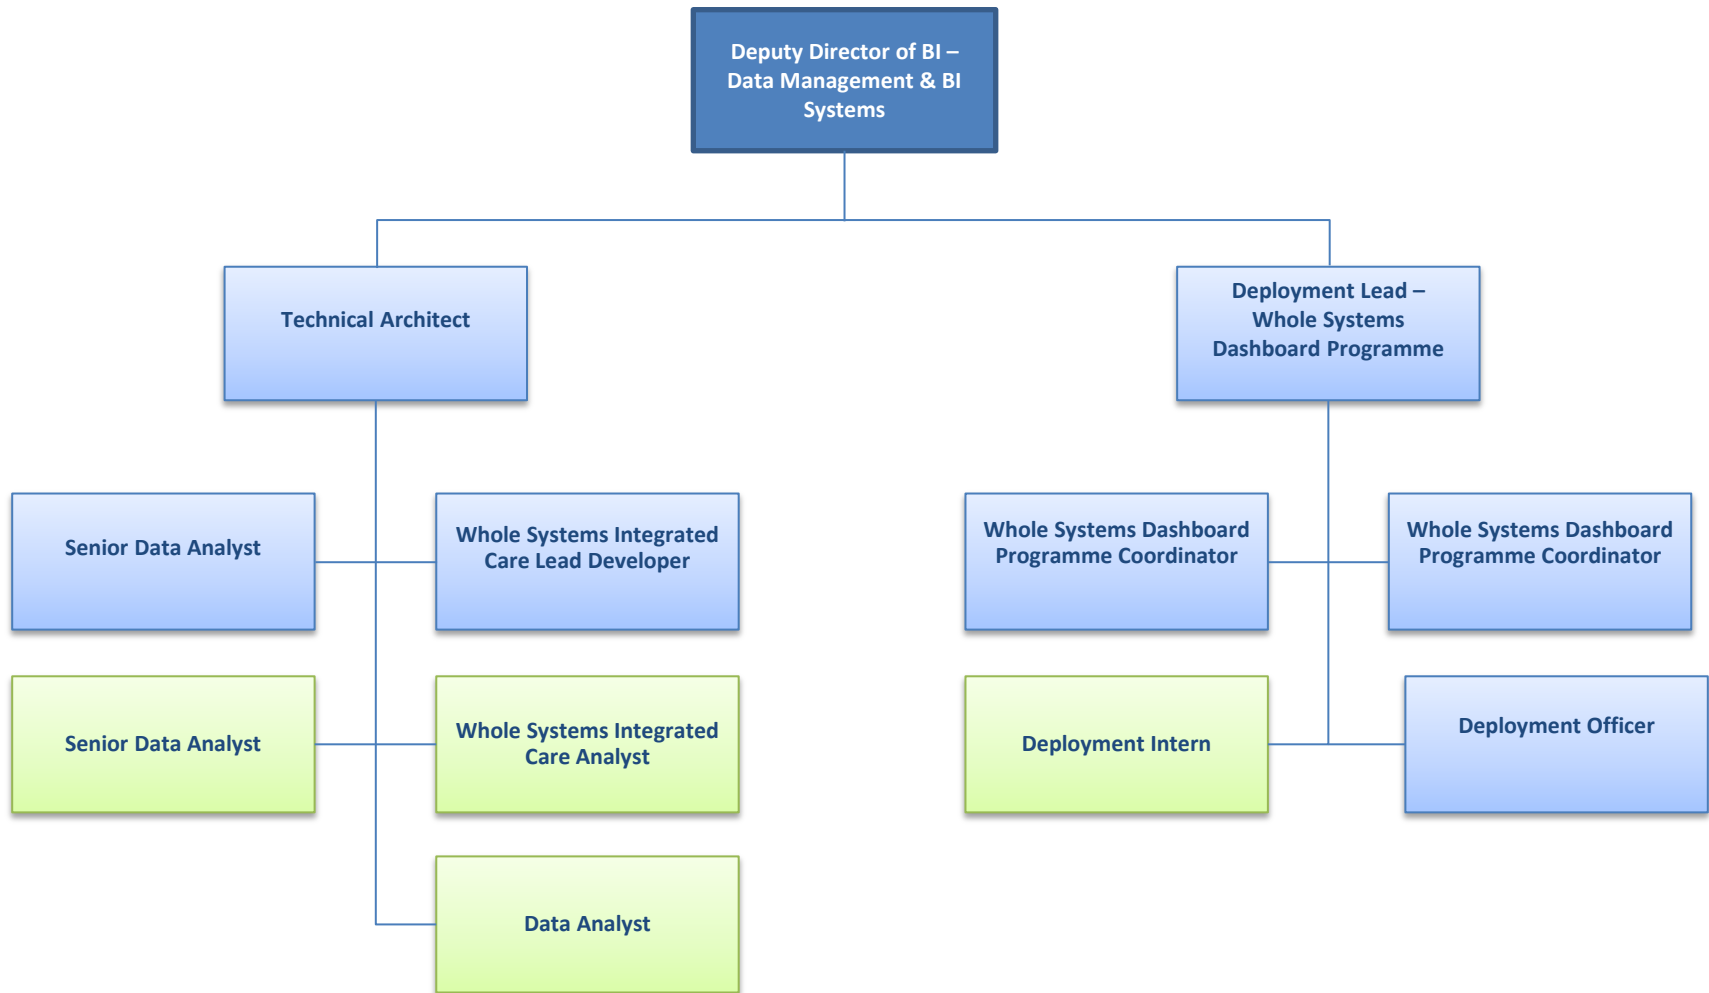 Deputy Director of BI –
Data Management & BI
Systems
Technical Architect
Deployment Lead –
Whole Systems
Dashboard Programme
Senior Data Analyst
Whole Systems Integrated
Care Lead Developer
Whole Systems Dashboard
Programme Coordinator
Whole Systems Dashboard
Programme Coordinator
Senior Data Analyst
Whole Systems Integrated
Care Analyst
Deployment Intern
Deployment Officer
Data Analyst